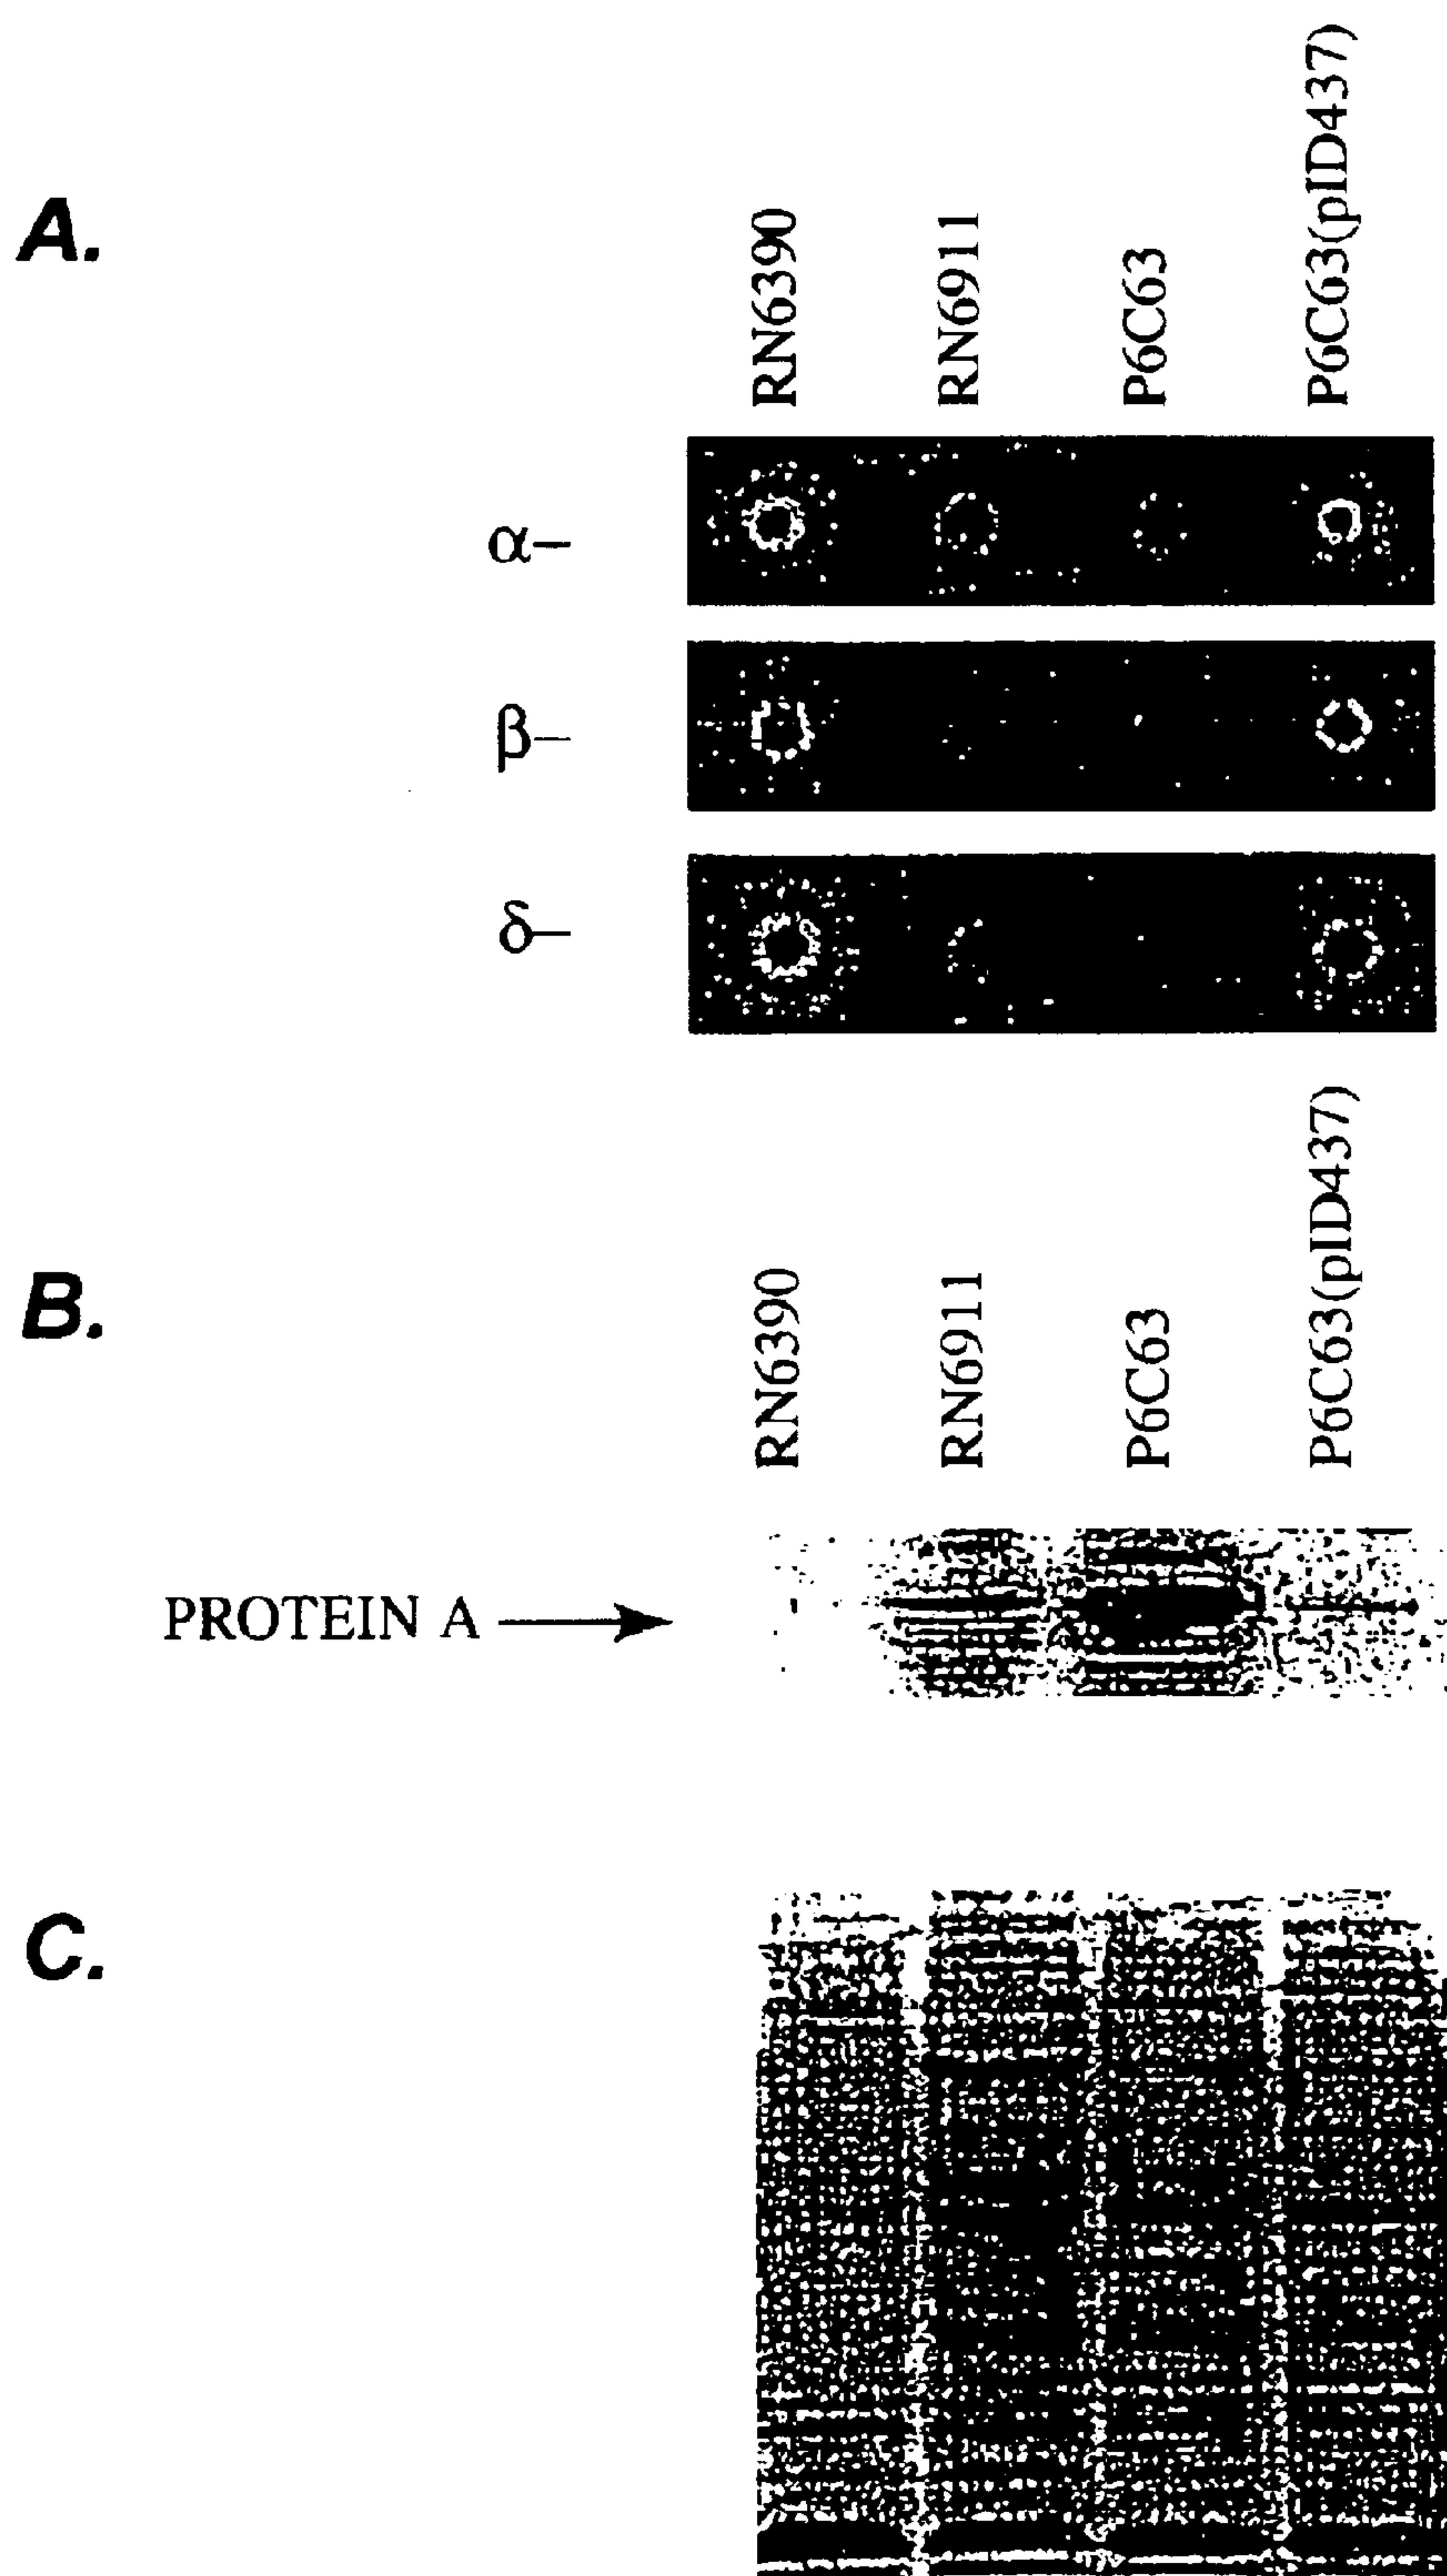 A.
RN6390
RN6911
P6C63
P6C63(pID437)
α–
β–
δ–
B.
RN6390
RN6911
P6C63
P6C63(pID437)
PROTEIN A
C.